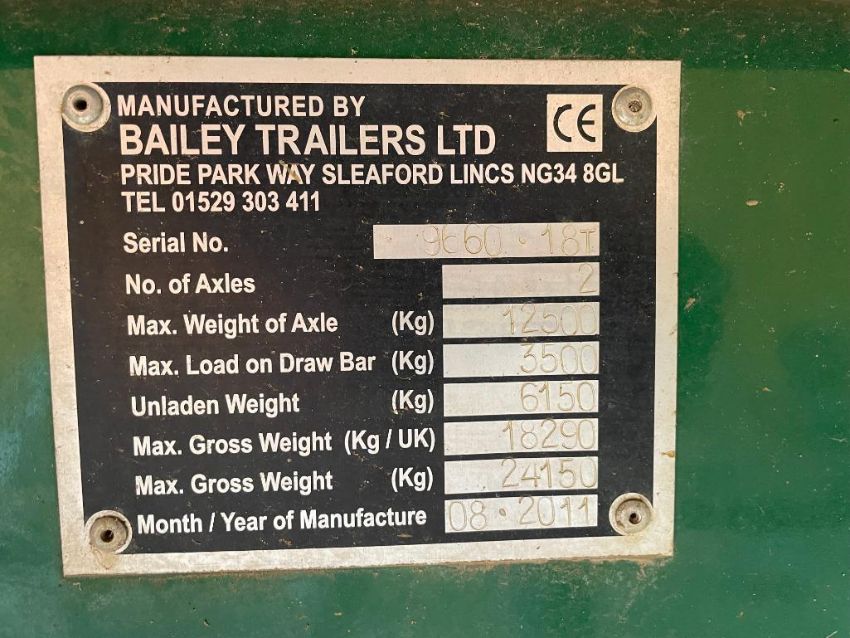 MANUFACTURED BY
BAILEY TRAILERS LTD
CE
PRIDE PARK WAY SLEAFORD LINCS NG34 8GL
TEL 01529 303 411
Serial No. 9660 · 18T
No. of Axles 2
Max. Weight of Axle (Kg) 12500
Max. Load on Draw Bar (Kg) 3500
Unladen Weight (Kg) 6150
Max. Gross Weight (Kg / UK) 18290
Max. Gross Weight (Kg) 24150
Month / Year of Manufacture 08 · 2011